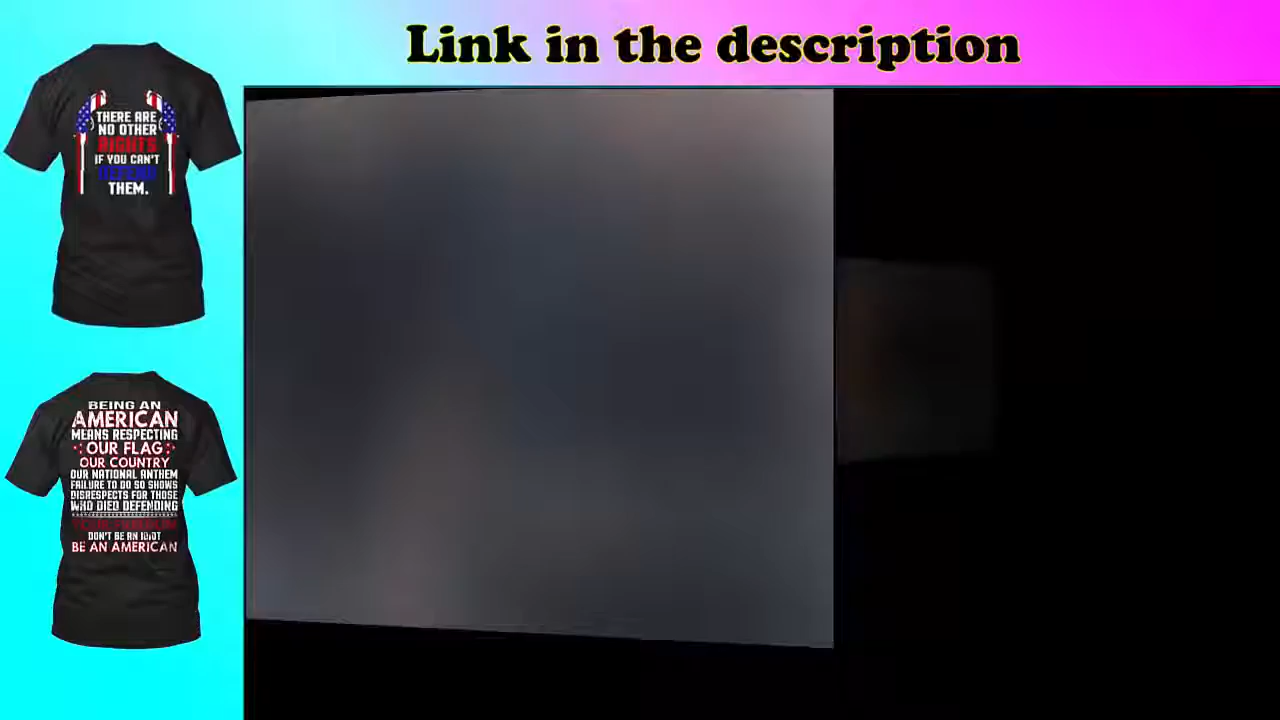 Link in the description
THERE ARE
NO OTHER
RIGHTS
IF YOU CAN'T
DEFEND
THEM.
BEING AN
AMERICAN
MEANS RESPECTING
OUR FLAG
OUR COUNTRY
OUR NATIONAL ANTHEM
FAILURE TO DO SO SHOWS
DISRESPECTS FOR THOSE
WHO DIED DEFENDING
DON'T BE AN IDIOT
BE AN AMERICAN